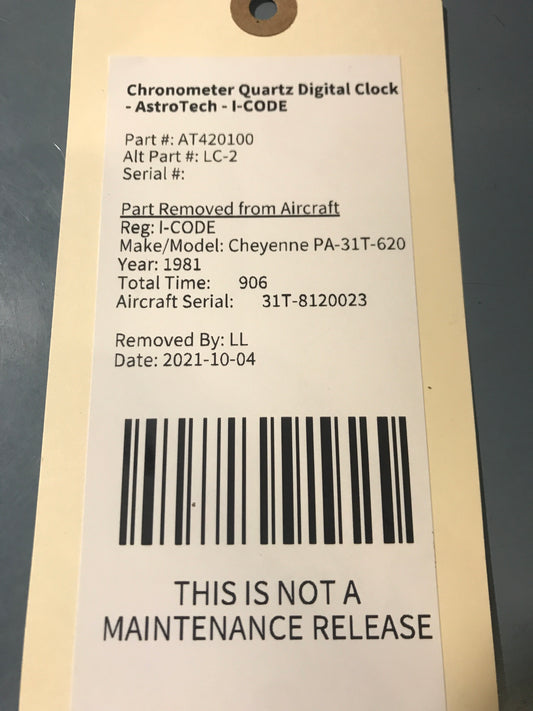 Chronometer Quartz Digital Clock
- AstroTech - I-CODE
Part #: AT420100
Alt Part #: LC-2
Serial #:
Part Removed from Aircraft
Reg: I-CODE
Make/Model: Cheyenne PA-31T-620
Year: 1981
Total Time: 906
Aircraft Serial: 31T-8120023
Removed By: LL
Date: 2021-10-04
THIS IS NOT A
MAINTENANCE RELEASE